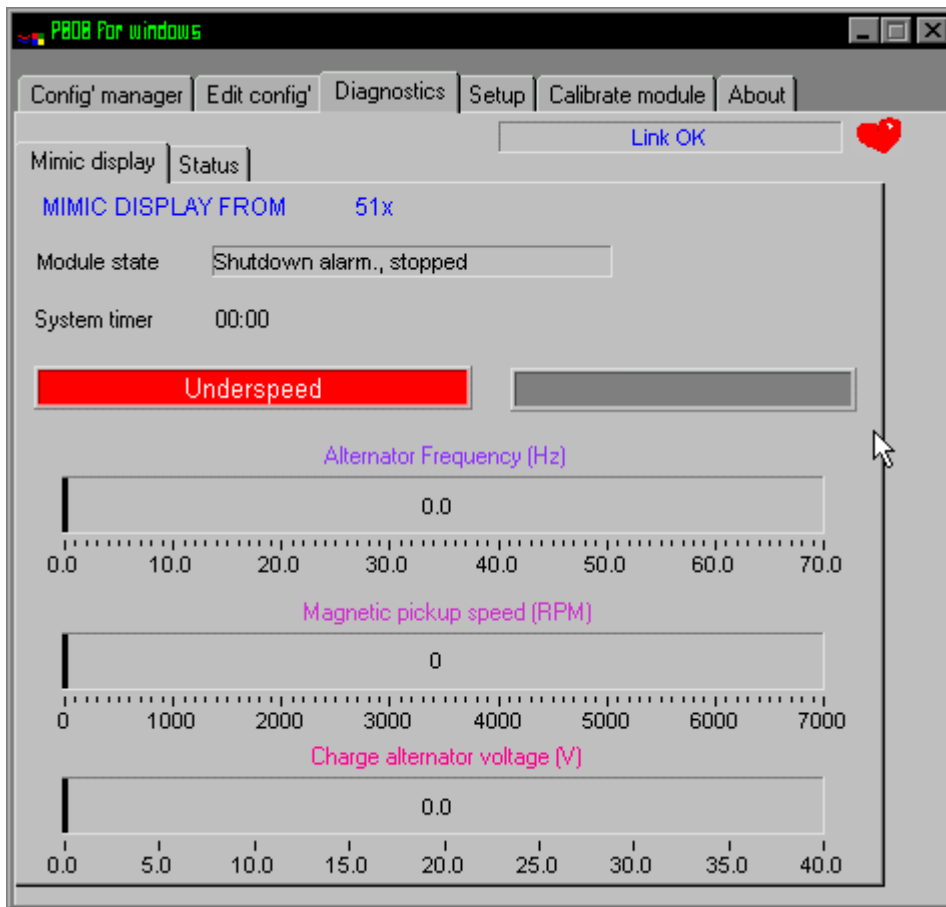 P808 For windows
Config' manager Edit config' Diagnostics Setup Calibrate module About
Link OK
Mimic display Status
MIMIC DISPLAY FROM 51x
Module state Shutdown alarm., stopped
System timer 00:00
Underspeed
Alternator Frequency (Hz)
0.0
0.0 10.0 20.0 30.0 40.0 50.0 60.0 70.0
Magnetic pickup speed (RPM)
0
0 1000 2000 3000 4000 5000 6000 7000
Charge alternator voltage (V)
0.0
0.0 5.0 10.0 15.0 20.0 25.0 30.0 35.0 40.0